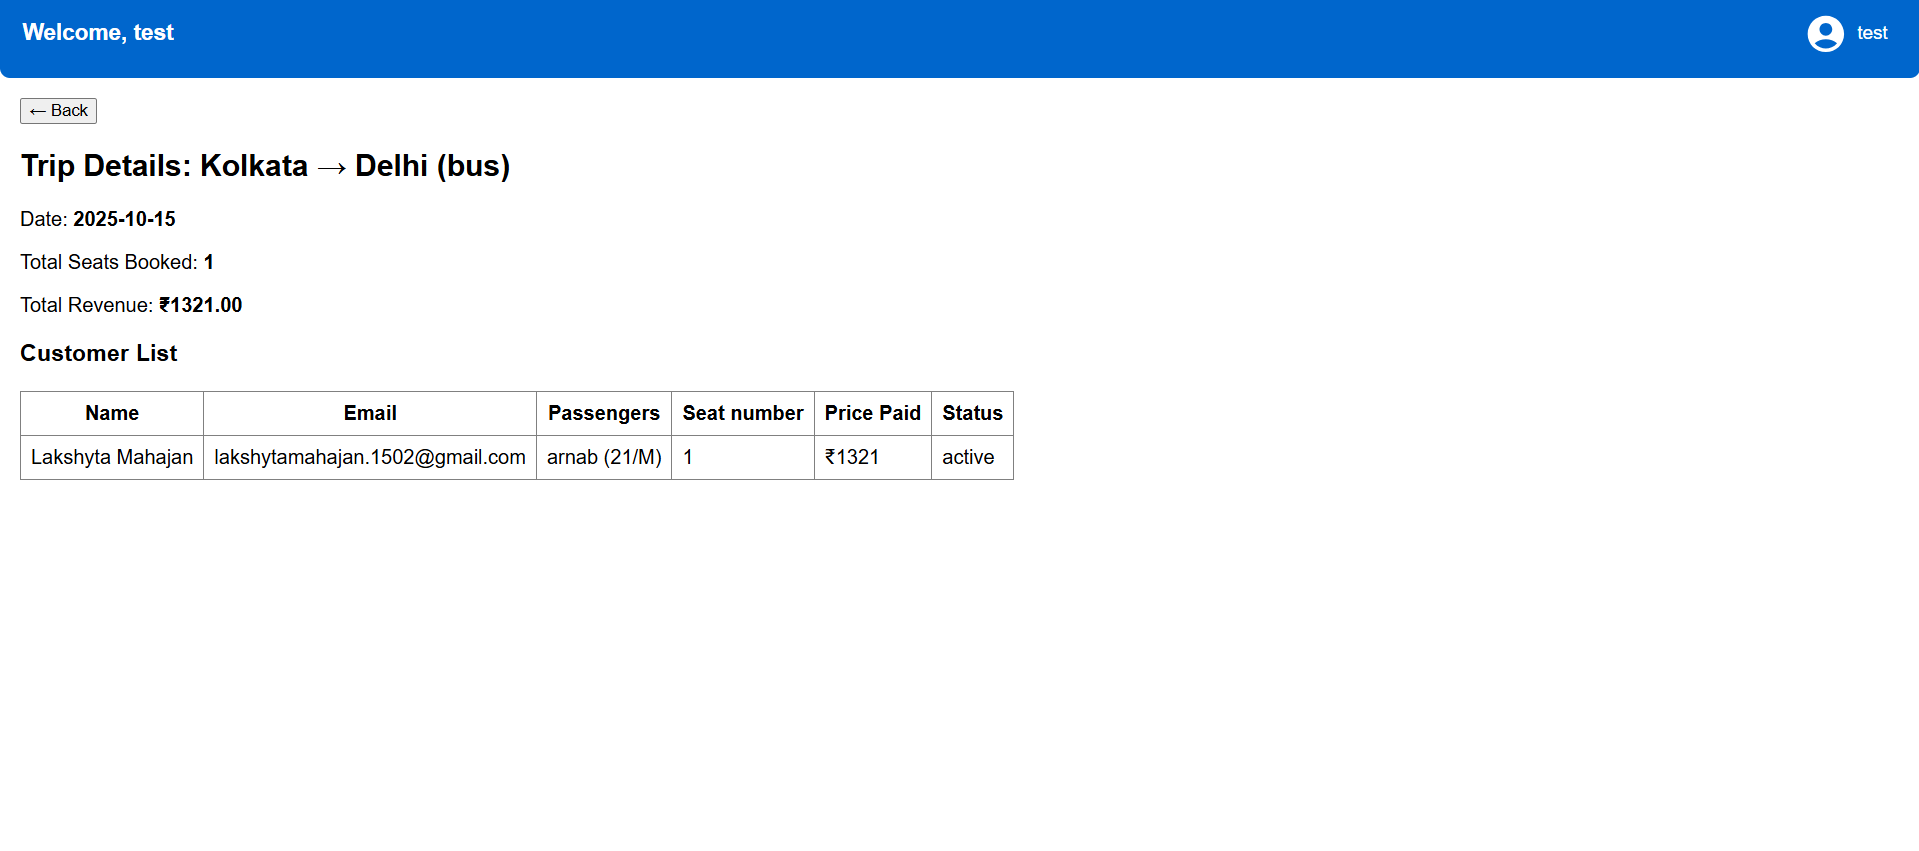 Welcome, test
test
← Back
Trip Details: Kolkata → Delhi (bus)
Date: 2025-10-15
Total Seats Booked: 1
Total Revenue: ₹1321.00
Customer List
Name Email Passengers Seat number Price Paid Status
Lakshyta Mahajan lakshytamahajan.1502@gmail.com arnab (21/M) 1 ₹1321 active